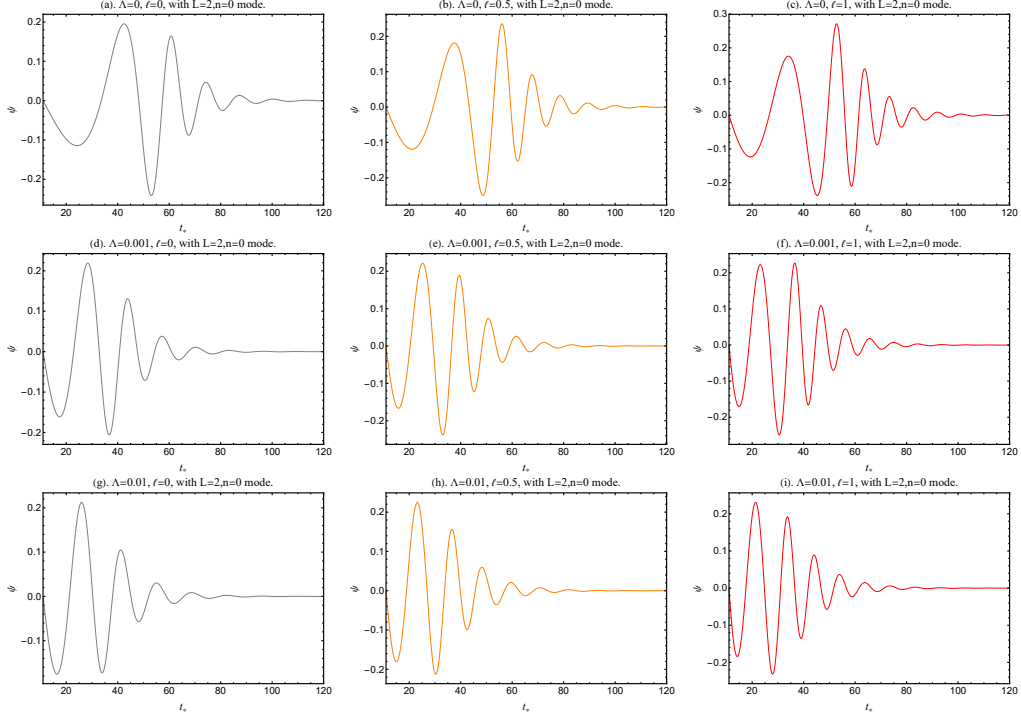 (a). Λ=0, ℓ=0, with L=2,n=0 mode.
(b). Λ=0, ℓ=0.5, with L=2,n=0 mode.
(c). Λ=0, ℓ=1, with L=2,n=0 mode.
0.2
0.1
0.0
-0.1
-0.2
ψ
20 40 60 80 100 120
t*
0.2
0.1
0.0
-0.1
-0.2
ψ
20 40 60 80 100 120
t*
0.3
0.2
0.1
0.0
-0.1
-0.2
ψ
20 40 60 80 100 120
t*
(d). Λ=0.001, ℓ=0, with L=2,n=0 mode.
(e). Λ=0.001, ℓ=0.5, with L=2,n=0 mode.
(f). Λ=0.001, ℓ=1, with L=2,n=0 mode.
0.2
0.1
0.0
-0.1
-0.2
ψ
20 40 60 80 100 120
t*
0.2
0.1
0.0
-0.1
-0.2
ψ
20 40 60 80 100 120
t*
0.2
0.1
0.0
-0.1
-0.2
ψ
20 40 60 80 100 120
t*
(g). Λ=0.01, ℓ=0, with L=2,n=0 mode.
(h). Λ=0.01, ℓ=0.5, with L=2,n=0 mode.
(i). Λ=0.01, ℓ=1, with L=2,n=0 mode.
0.2
0.1
0.0
-0.1
ψ
20 40 60 80 100 120
t*
0.2
0.1
0.0
-0.1
-0.2
ψ
20 40 60 80 100 120
t*
0.2
0.1
0.0
-0.1
-0.2
ψ
20 40 60 80 100 120
t*